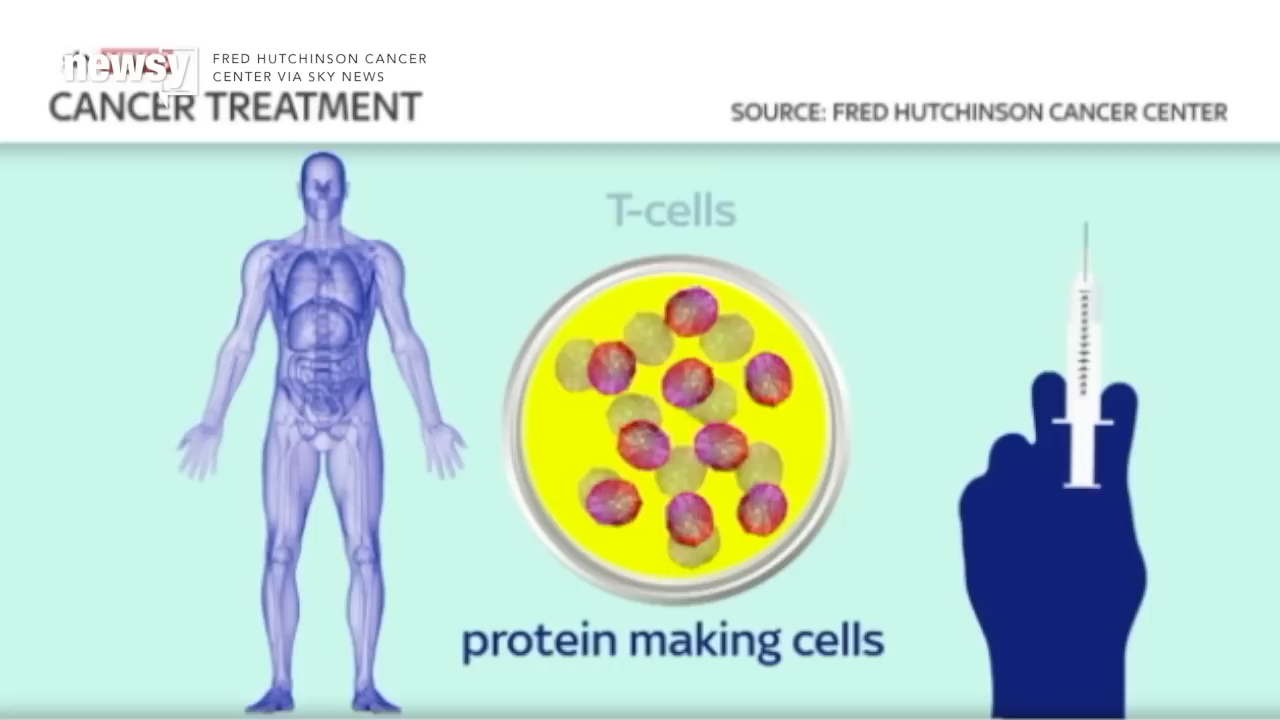 newsy
FRED HUTCHINSON CANCER
CENTER VIA SKY NEWS
CANCER TREATMENT
SOURCE: FRED HUTCHINSON CANCER CENTER
T-cells
protein making cells